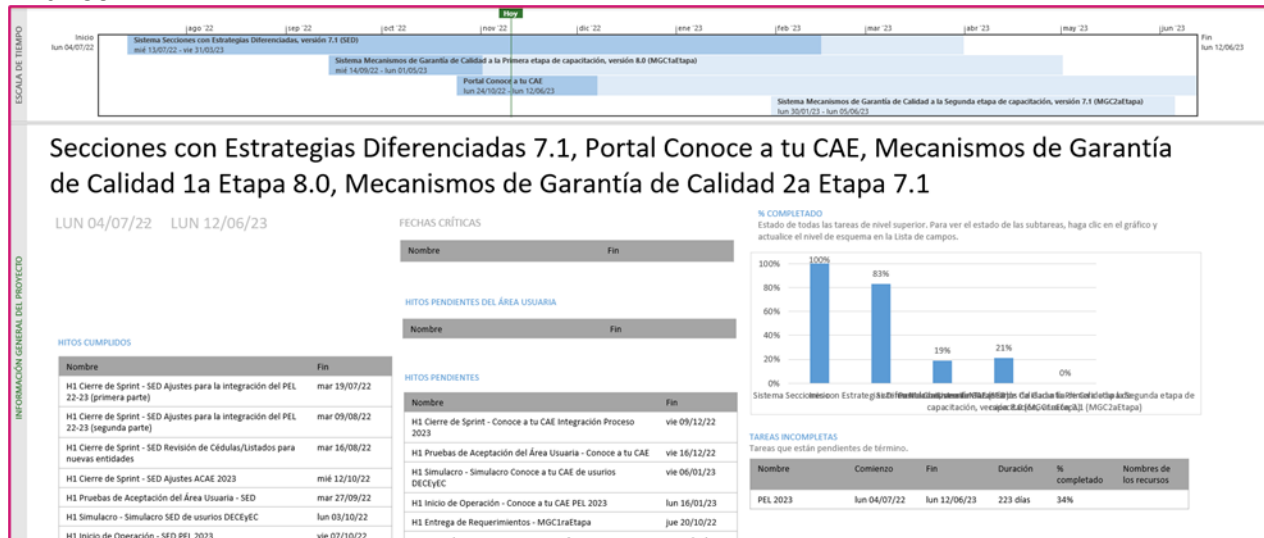 Hoy
ago '22
sep '22
oct '22
nov '22
dic '22
ene '23
feb '23
mar '23
abr '23
may '23
jun '23
ESCALA DE TIEMPO
Inicio
lun 04/07/22
Sistema Secciones con Estrategias Diferenciadas, versión 7.1 (SED)
mié 13/07/22 - vie 31/03/23
Sistema Mecanismos de Garantía de Calidad a la Primera etapa de capacitación, versión 8.0 (MGC1aEtapa)
mié 14/09/22 - lun 01/05/23
Portal Conoce a tu CAE
lun 24/10/22 - lun 12/06/23
Sistema Mecanismos de Garantía de Calidad a la Segunda etapa de capacitación, versión 7.1 (MGC2aEtapa)
lun 30/01/23 - lun 05/06/23
Fin
lun 12/06/23
INFORMACIÓN GENERAL DEL PROYECTO
Secciones con Estrategias Diferenciadas 7.1, Portal Conoce a tu CAE, Mecanismos de Garantía
de Calidad 1a Etapa 8.0, Mecanismos de Garantía de Calidad 2a Etapa 7.1
LUN 04/07/22 - LUN 12/06/23
HITOS CUMPLIDOS
Nombre Fin
H1 Cierre de Sprint - SED Ajustes para la integración del PEL mar 19/07/22
22-23 (primera parte)
H1 Cierre de Sprint - SED Ajustes para la integración del PEL mar 09/08/22
22-23 (segunda parte)
H1 Cierre de Sprint - SED Revisión de Cédulas/Listados para mar 16/08/22
nuevas entidades
H1 Cierre de Sprint - SED Ajustes ACAE 2023 mié 12/10/22
H1 Pruebas de Aceptación del Área Usuaria - SED mar 27/09/22
H1 Simulacro - Simulacro SED de usurios DECEyEC lun 03/10/22
H1 Inicio de Operación - SED PEL 2023 vie 07/10/22
FECHAS CRÍTICAS
Nombre Fin
HITOS PENDIENTES DEL ÁREA USUARIA
Nombre Fin
HITOS PENDIENTES
Nombre Fin
H1 Cierre de Sprint - Conoce a tu CAE Integración Proceso vie 09/12/22
2023
H1 Pruebas de Aceptación del Área Usuaria - Conoce a tu CAE vie 16/12/22
H1 Simulacro - Simulacro Conoce a tu CAE de usurios vie 06/01/23
DECEyEC
H1 Inicio de Operación - Conoce a tu CAE PEL 2023 lun 16/01/23
H1 Entrega de Requerimientos - MGC1raEtapa jue 20/10/22
% COMPLETADO
Estado de todas las tareas de nivel superior. Para ver el estado de las subtareas, haga clic en el gráfico y
actualice el nivel de esquema en la Lista de campos.
100%
80%
60%
40%
20%
0%
100%
83%
19%
21%
0%
Sistema Secciones con Estrategias
Segunda etapa de
capacitación, (MGC2aEtapa)
TAREAS INCOMPLETAS
Tareas que están pendientes de término.
Nombre Comienzo Fin Duración % completado Nombres de los recursos
PEL 2023 lun 04/07/22 lun 12/06/23 223 días 34%